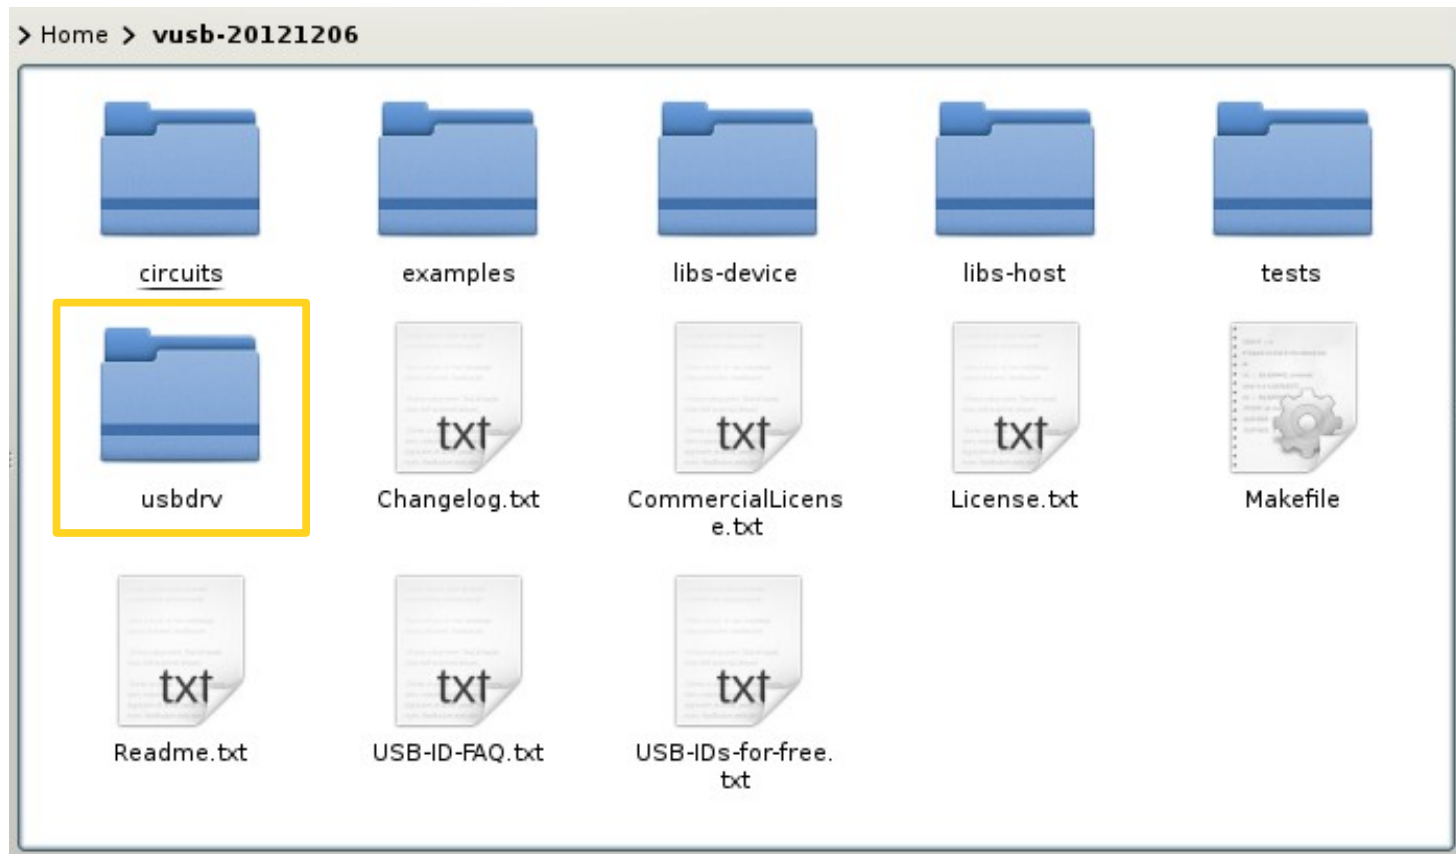 > Home > vusb-20121206
circuits
examples
libs-device
libs-host
tests
usbdrv
txt
Changelog.txt
txt
CommercialLicens
e.txt
txt
License.txt
Makefile
txt
Readme.txt
txt
USB-ID-FAQ.txt
txt
USB-IDs-for-free.
txt